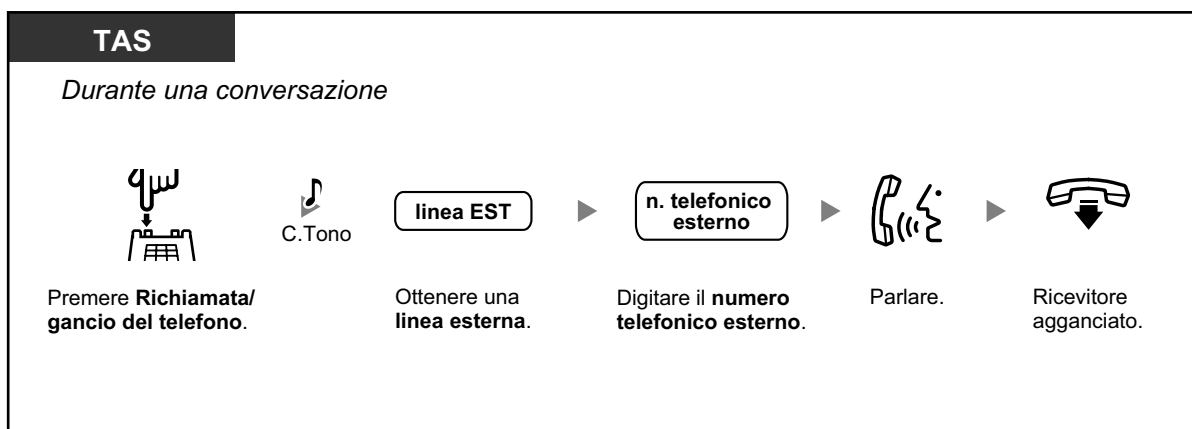 TAS
Durante una conversazione
C.Tono
linea EST
n. telefonico
esterno
Premere Richiamata/
gancio del telefono.
Ottenere una
linea esterna.
Digitare il numero
telefonico esterno.
Parlare.
Ricevitore
agganciato.